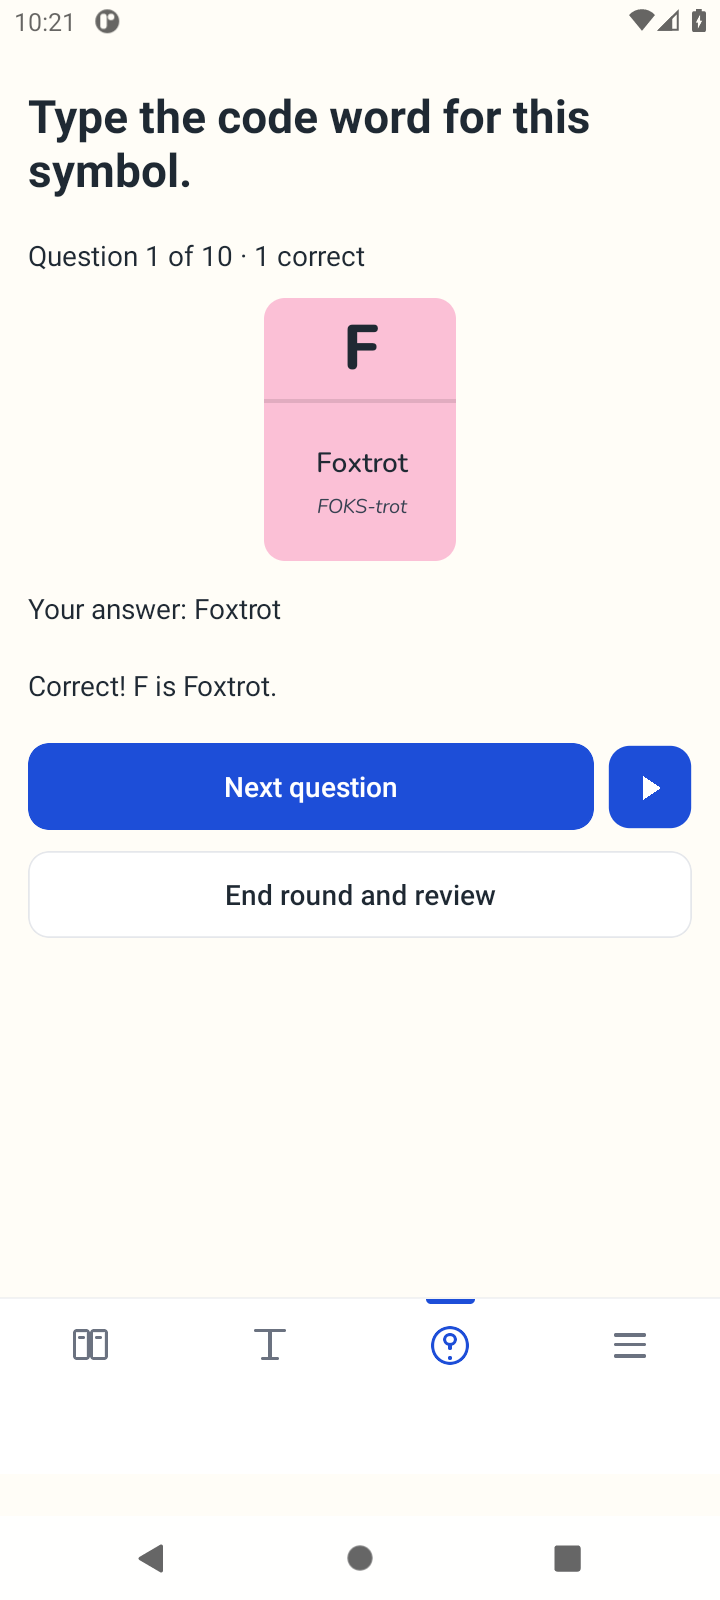 10:21
Type the code word for this
symbol.
Question 1 of 10 · 1 correct
F
Foxtrot
FOKS-trot
Your answer: Foxtrot
Correct! F is Foxtrot.
Next question
End round and review